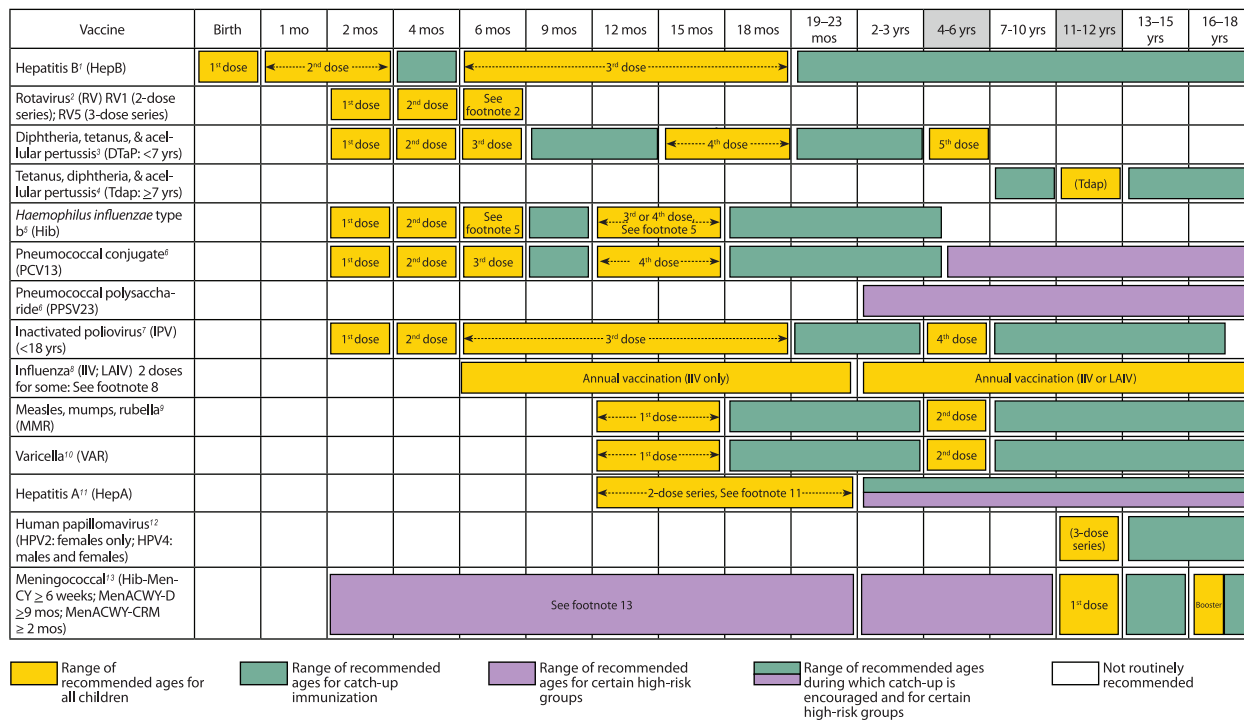 Vaccine Birth 1 mo 2 mos 4 mos 6 mos 9 mos 12 mos 15 mos 18 mos 19–23 mos 2-3 yrs 4-6 yrs 7-10 yrs 11-12 yrs 13–15 yrs 16–18 yrs
Hepatitis B¹ (HepB)
1st dose
2nd dose
3rd dose
Rotavirus² (RV) RV1 (2-dose
series); RV5 (3-dose series)
1st dose
2nd dose
See
footnote 2
Diphtheria, tetanus, & acel-
lular pertussis³ (DTaP: <7 yrs)
1st dose
2nd dose
3rd dose
4th dose
5th dose
Tetanus, diphtheria, & acel-
lular pertussis⁴ (Tdap: ≥7 yrs)
(Tdap)
Haemophilus influenzae type
b⁵ (Hib)
1st dose
2nd dose
See
footnote 5
3rd or 4th dose,
See footnote 5
Pneumococcal conjugate⁶
(PCV13)
1st dose
2nd dose
3rd dose
4th dose
Pneumococcal polysaccha-
ride⁶ (PPSV23)
Inactivated poliovirus⁷ (IPV)
(<18 yrs)
1st dose
2nd dose
3rd dose
4th dose
Influenza⁸ (IIV; LAIV) 2 doses
for some: See footnote 8
Annual vaccination (IIV only)
Annual vaccination (IIV or LAIV)
Measles, mumps, rubella⁹
(MMR)
1st dose
2nd dose
Varicella¹⁰ (VAR)
1st dose
2nd dose
Hepatitis A¹¹ (HepA)
2-dose series, See footnote 11
Human papillomavirus¹²
(HPV2: females only; HPV4:
males and females)
(3-dose
series)
Meningococcal¹³ (Hib-Men-
CY ≥ 6 weeks; MenACWY-D
≥9 mos; MenACWY-CRM
≥ 2 mos)
See footnote 13
1st dose
Booster
Range of
recommended ages for
all children
Range of recommended
ages for catch-up
immunization
Range of recommended
ages for certain high-risk
groups
Range of recommended ages
during which catch-up is
encouraged and for certain
high-risk groups
Not routinely
recommended